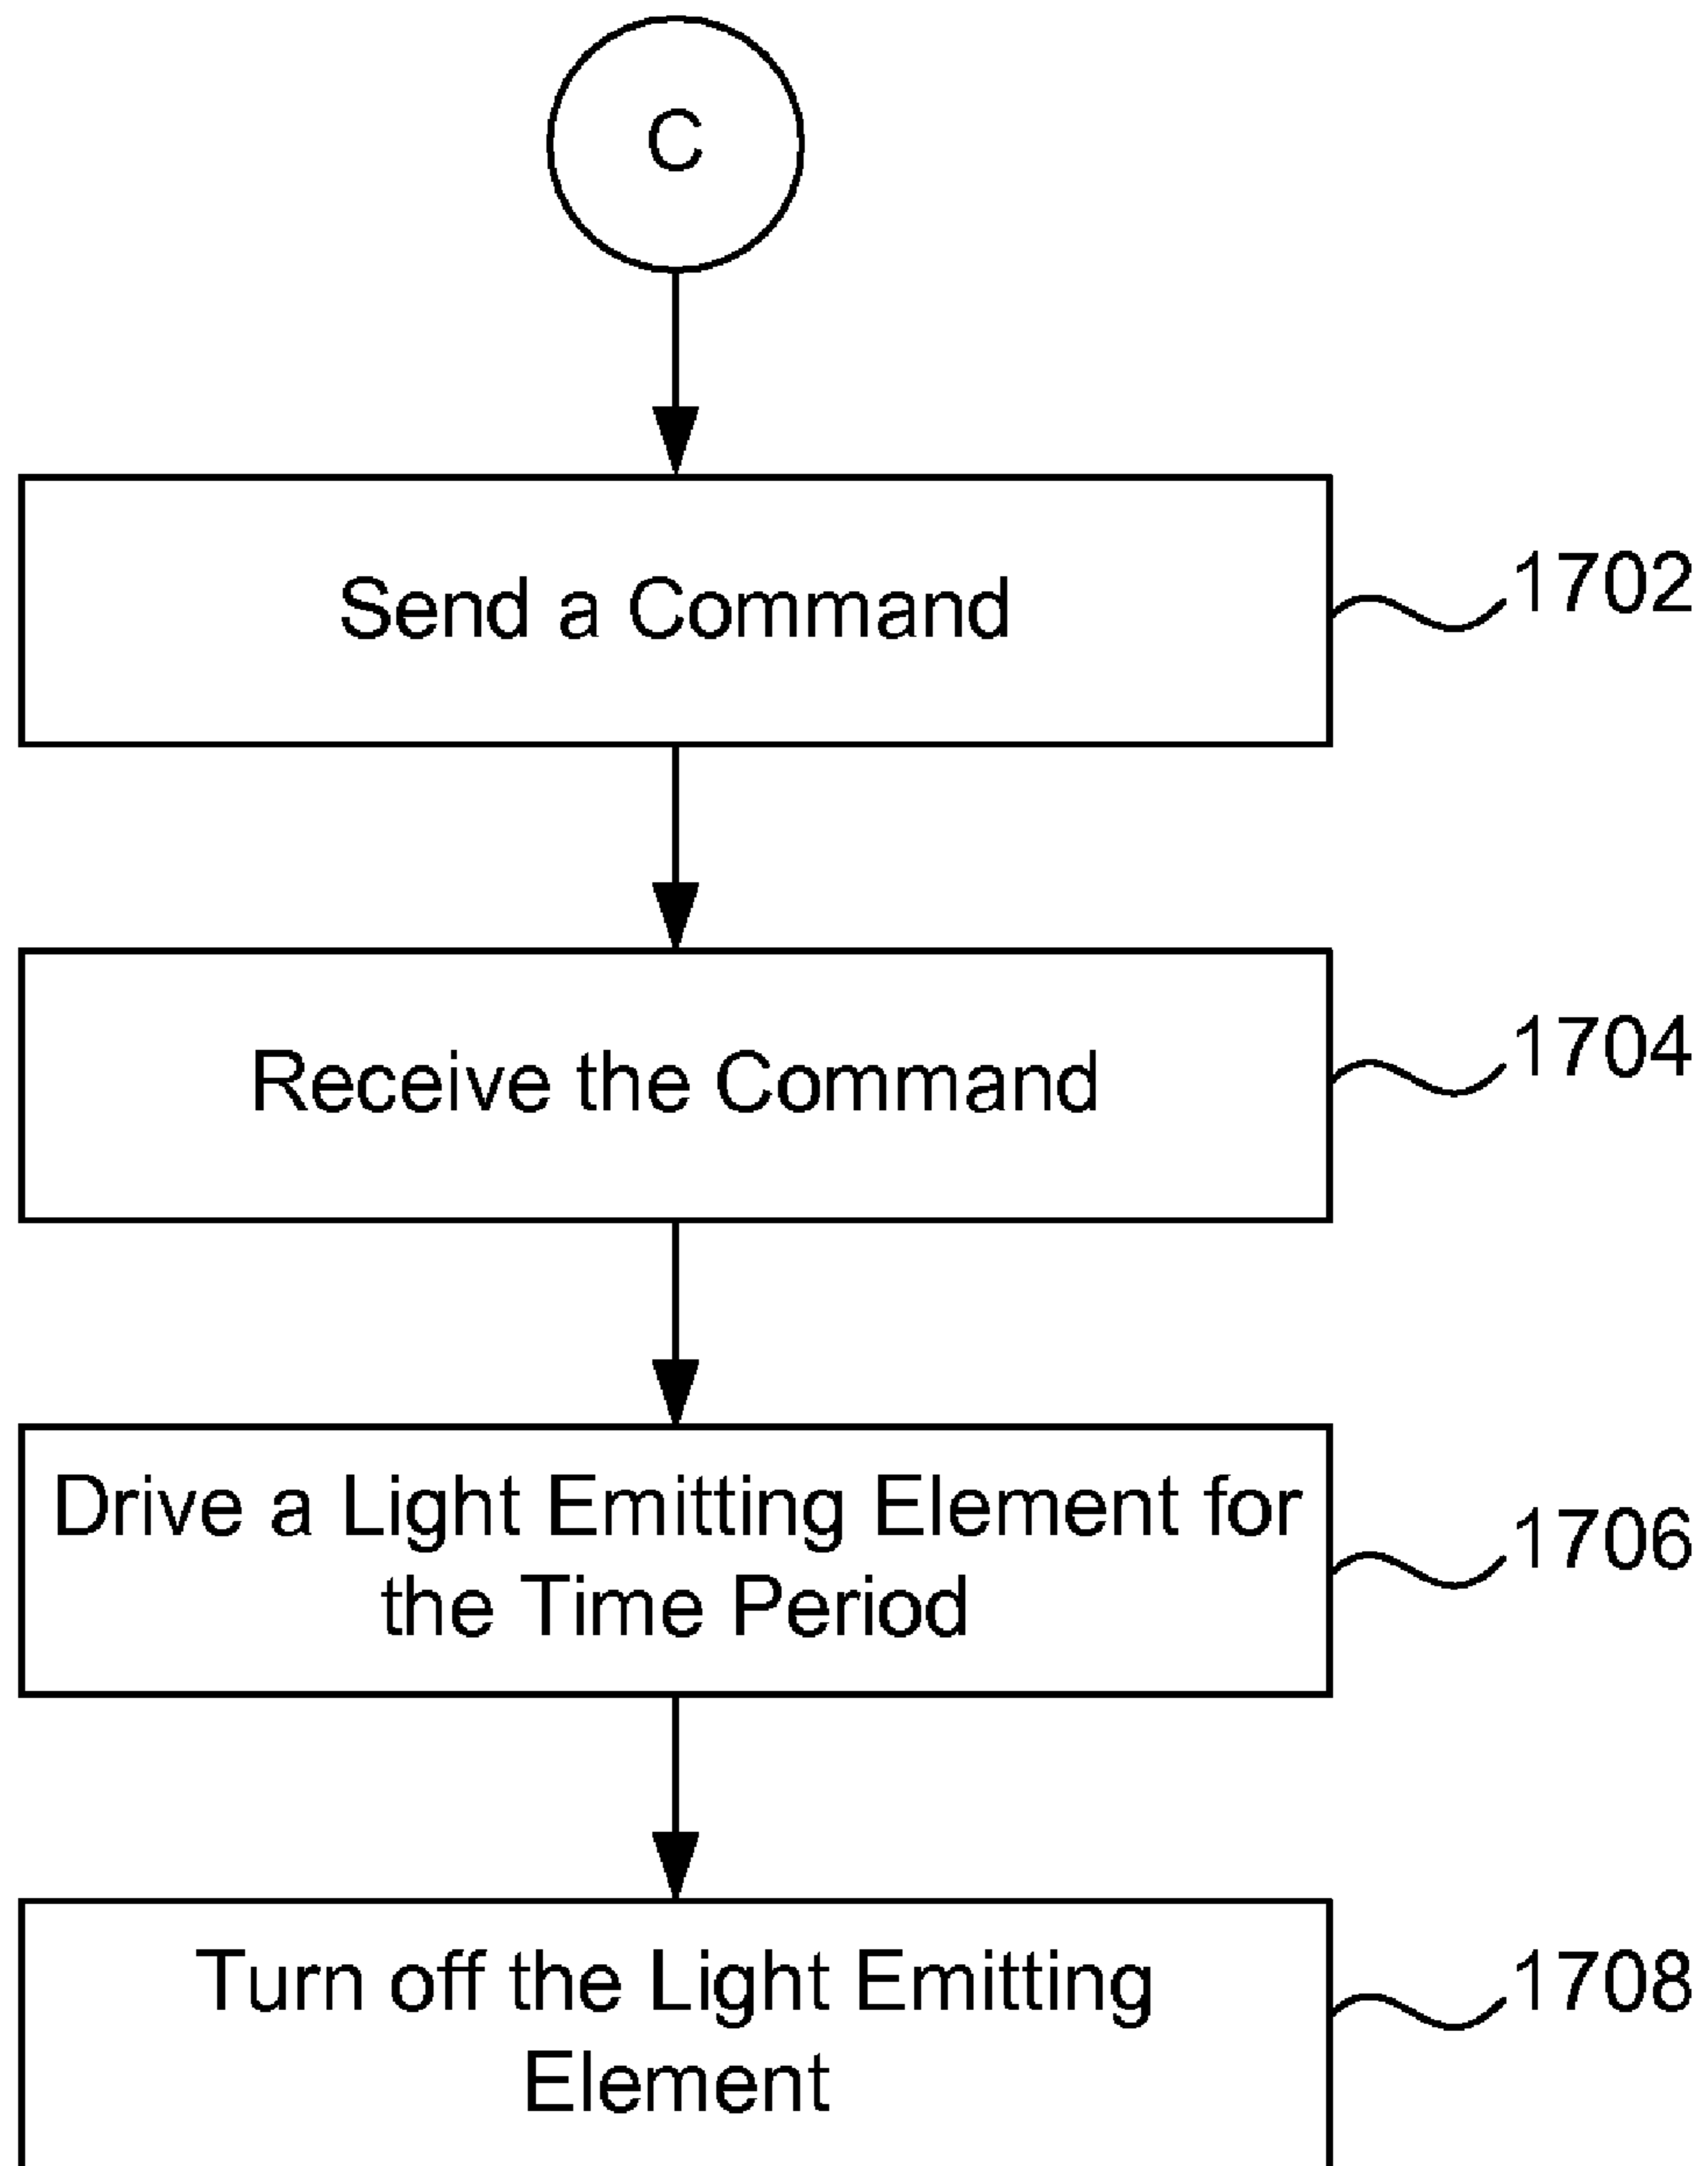 C
Send a Command
1702
Receive the Command
1704
Drive a Light Emitting Element for
the Time Period
1706
Turn off the Light Emitting
Element
1708